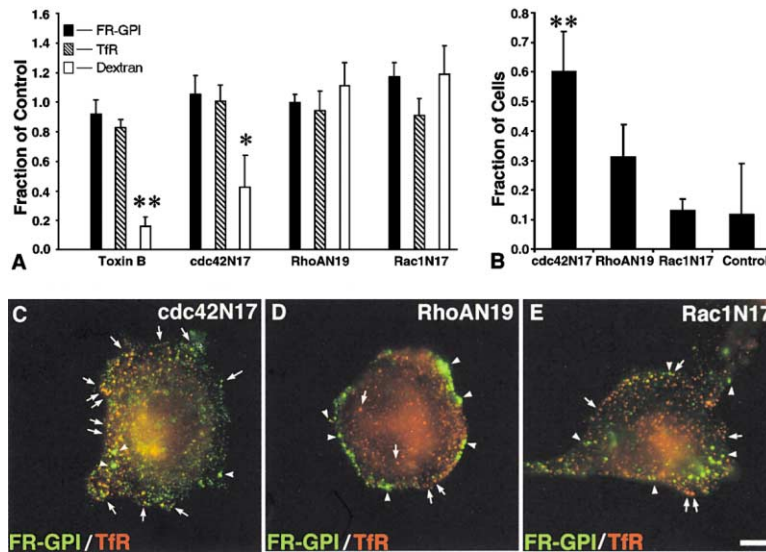 1.6
1.4
1.2
1.0
0.8
0.6
0.4
0.2
0.0
Fraction of Control
FR-GPI
TfR
Dextran
**
*
Toxin B cdc42N17 RhoAN19 Rac1N17
A
0.8
0.7
0.6
0.5
0.4
0.3
0.2
0.1
0.0
Fraction of Cells
**
cdc42N17 RhoAN19 Rac1N17 Control
B
C cdc42N17
FR-GPI/TfR
D RhoAN19
FR-GPI/TfR
E Rac1N17
FR-GPI/TfR